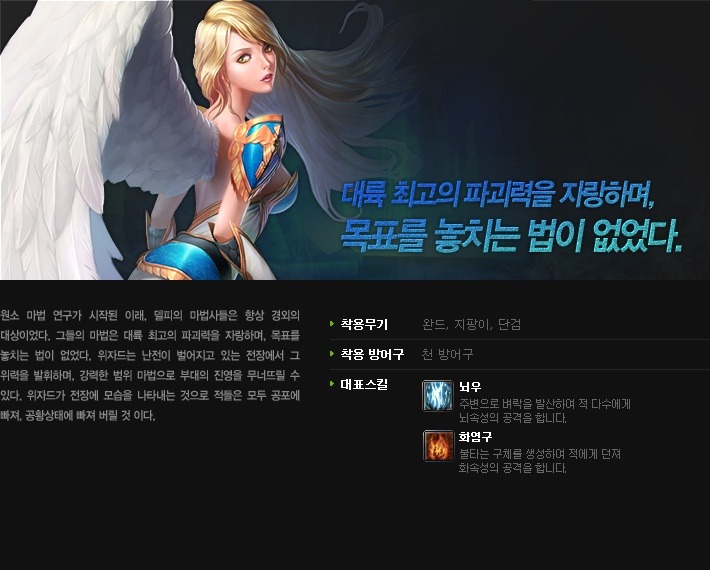 대륙 최고의 파괴력을 자랑하며,
목표를 놓치는 법이 없었다.
원소 마법 연구가 시작된 이래, 델피의 마법사들은 항상 경외의
대상이었다. 그들의 마법은 대륙 최고의 파괴력을 자랑하며, 목표를
놓치는 법이 없었다. 위자드는 난전이 벌어지고 있는 전장에서 그
위력을 발휘하며, 강력한 범위 마법으로 부대의 진영을 무너뜨릴 수
있다. 위자드가 전장에 모습을 나타내는 것으로 적들은 모두 공포에
빠져, 공황상태에 빠져 버릴 것 이다.
착용무기 완드, 지팡이, 단검
착용 방어구 천 방어구
대표스킬 뇌우
주변으로 벼락을 발산하여 적 다수에게
뇌속성의 공격을 합니다.
화염구
불타는 구체를 생성하여 적에게 던져
화속성의 공격을 합니다.